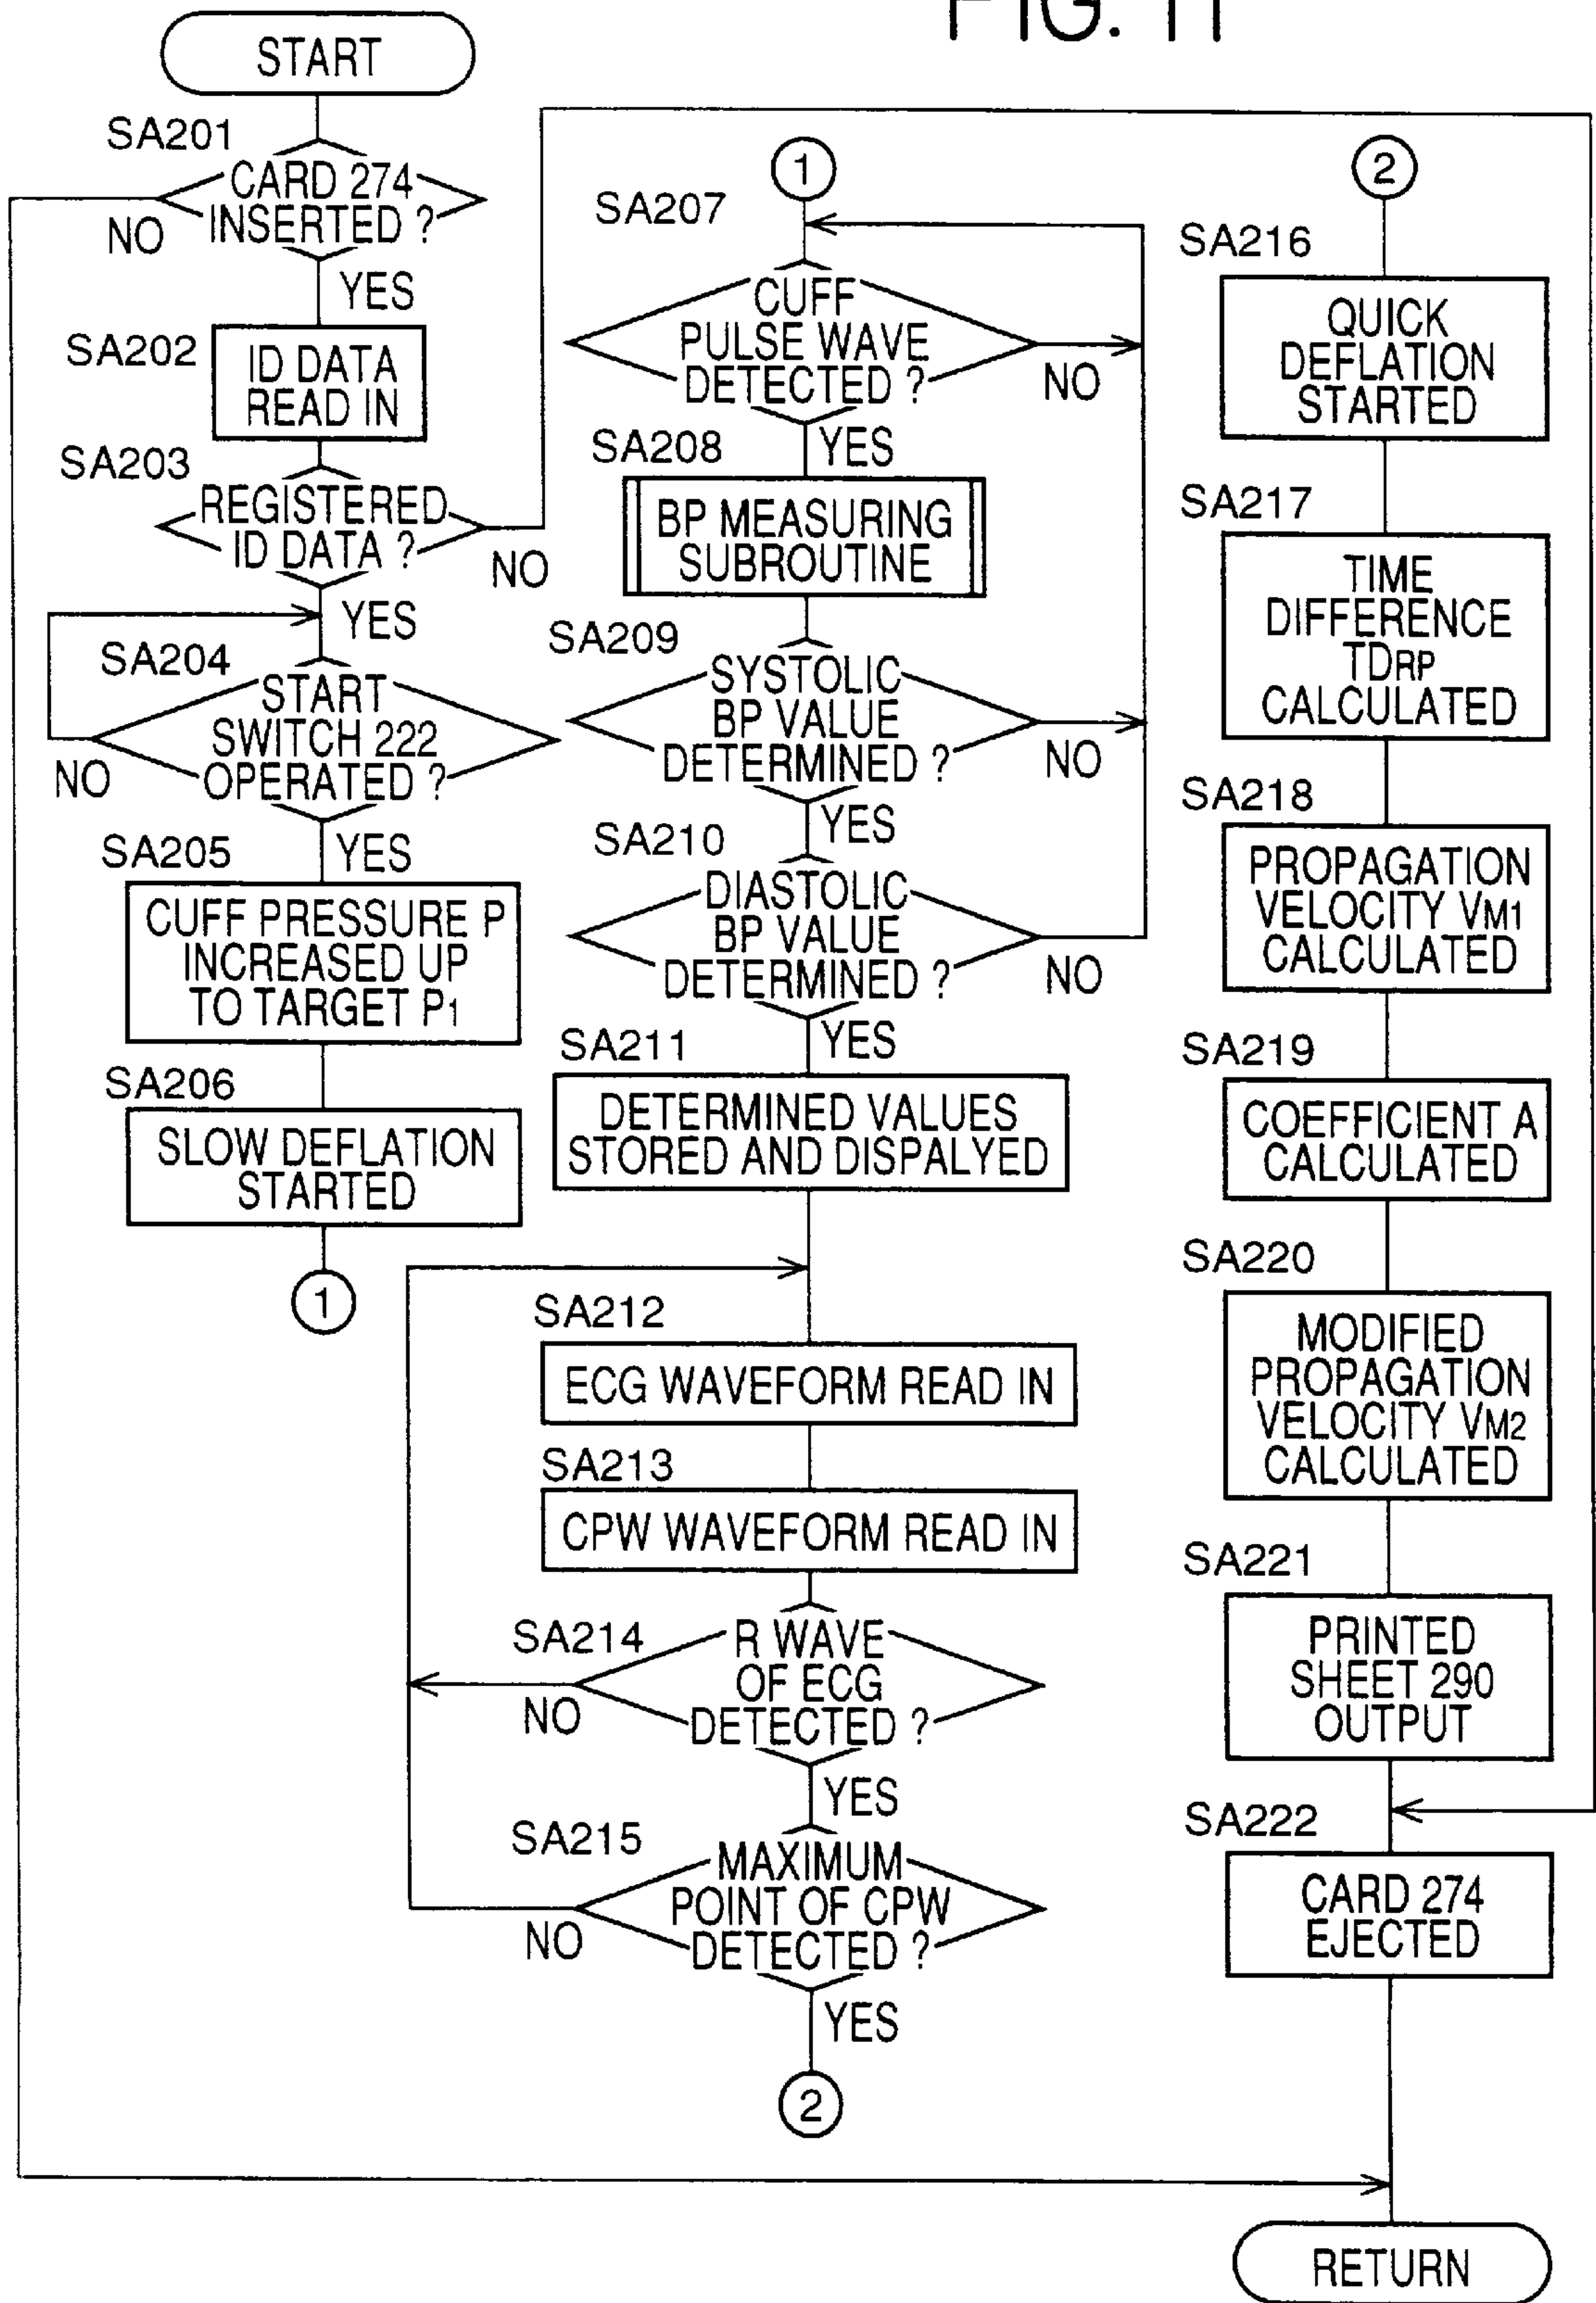 FIG. 11
START
SA201
CARD 274
INSERTED ?
NO
YES
SA202
ID DATA
READ IN
SA203
REGISTERED
ID DATA ?
NO
YES
SA204
START
SWITCH 222
OPERATED ?
NO
YES
SA205
CUFF PRESSURE P
INCREASED UP
TO TARGET P1
SA206
SLOW DEFLATION
STARTED
1
1
SA207
CUFF
PULSE WAVE
DETECTED ?
NO
YES
SA208
BP MEASURING
SUBROUTINE
SA209
SYSTOLIC
BP VALUE
DETERMINED ?
NO
YES
SA210
DIASTOLIC
BP VALUE
DETERMINED ?
NO
YES
SA211
DETERMINED VALUES
STORED AND DISPALYED
SA212
ECG WAVEFORM READ IN
SA213
CPW WAVEFORM READ IN
SA214
R WAVE
OF ECG
DETECTED ?
NO
YES
SA215
MAXIMUM
POINT OF CPW
DETECTED ?
NO
YES
2
2
SA216
QUICK
DEFLATION
STARTED
SA217
TIME
DIFFERENCE
TDRP
CALCULATED
SA218
PROPAGATION
VELOCITY VM1
CALCULATED
SA219
COEFFICIENT A
CALCULATED
SA220
MODIFIED
PROPAGATION
VELOCITY VM2
CALCULATED
SA221
PRINTED
SHEET 290
OUTPUT
SA222
CARD 274
EJECTED
RETURN